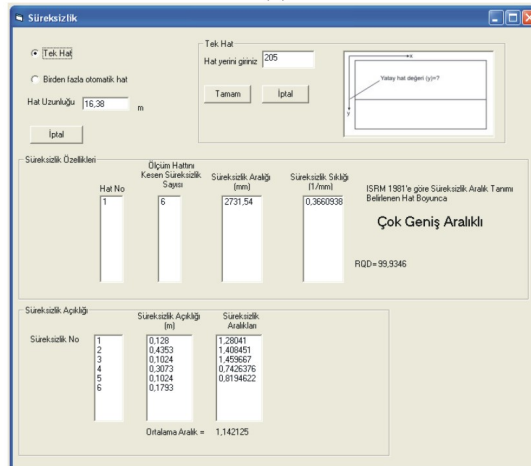 Süreksizlik
Tek Hat
Birden fazla otomatik hat
Hat Uzunluğu 16,38 m
İptal
Tek Hat
Hat yerini giriniz 205
Tamam İptal
x
Yatay hat değeri (y)=?
y
Süreksizlik Özellikleri
Hat No
1
Ölçüm Hattını
Kesen Süreksizlik
Sayısı
6
Süreksizlik Aralığı
(mm)
2731,54
Süreksizlik Sıklığı
(1/mm)
0,3660938
ISRM 1981'e göre Süreksizlik Aralık Tanımı
Belirlenen Hat Boyunca
Çok Geniş Aralıklı
RQD= 99,9346
Süreksizlik Açıklığı
Süreksizlik No
1
2
3
4
5
6
Süreksizlik Açıklığı
(m)
0,128
0,4353
0,1024
0,3073
0,1024
0,1793
Süreksizlik
Aralıkları
1,28041
1,408451
1,459667
0,7426376
0,8194622
Ortalama Aralık = 1,142125